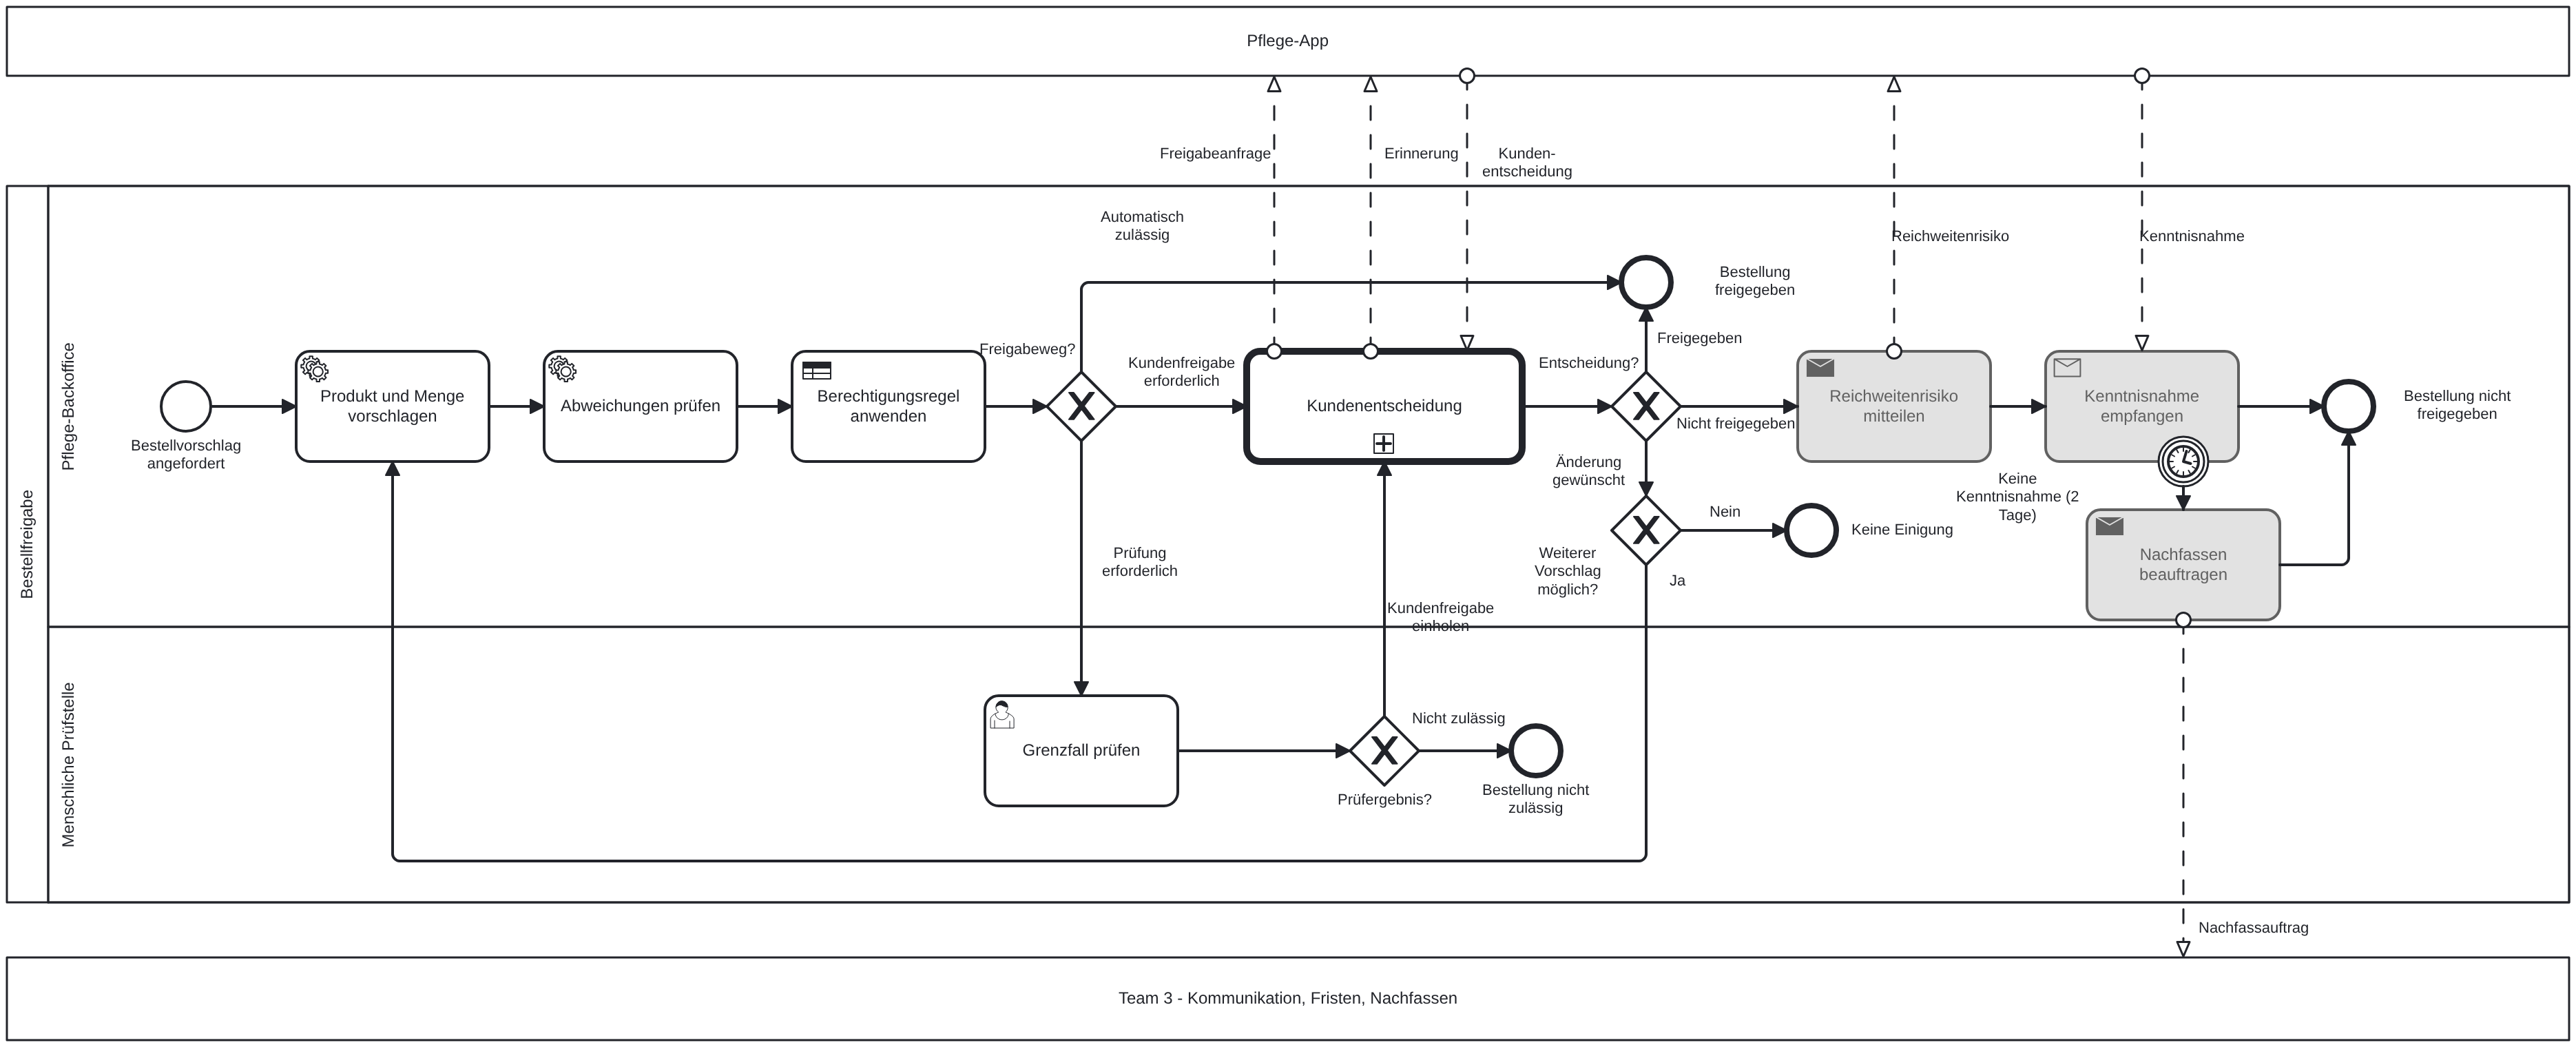 Pflege-App
Freigabeanfrage
Erinnerung
Kunden-
entscheidung
Automatisch
zulässig
Reichweitenrisiko
Kenntnisnahme
Bestellung
freigegeben
Freigegeben
Freigabeweg?
Kundenfreigabe
erforderlich
Entscheidung?
Bestellfreigabe
Pflege-Backoffice
Bestellvorschlag
angefordert
Produkt und Menge
vorschlagen
Abweichungen prüfen
Berechtigungsregel
anwenden
Kundenentscheidung
Nicht freigegeben
Reichweitenrisiko
mitteilen
Kenntnisnahme
empfangen
Bestellung nicht
freigegeben
Änderung
gewünscht
Keine
Kenntnisnahme (2
Tage)
Nein
Keine Einigung
Weiterer
Vorschlag
möglich?
Ja
Nachfassen
beauftragen
Prüfung
erforderlich
Kundenfreigabe
einholen
Menschliche Prüfstelle
Grenzfall prüfen
Prüfergebnis?
Nicht zulässig
Bestellung nicht
zulässig
Nachfassauftrag
Team 3 - Kommunikation, Fristen, Nachfassen